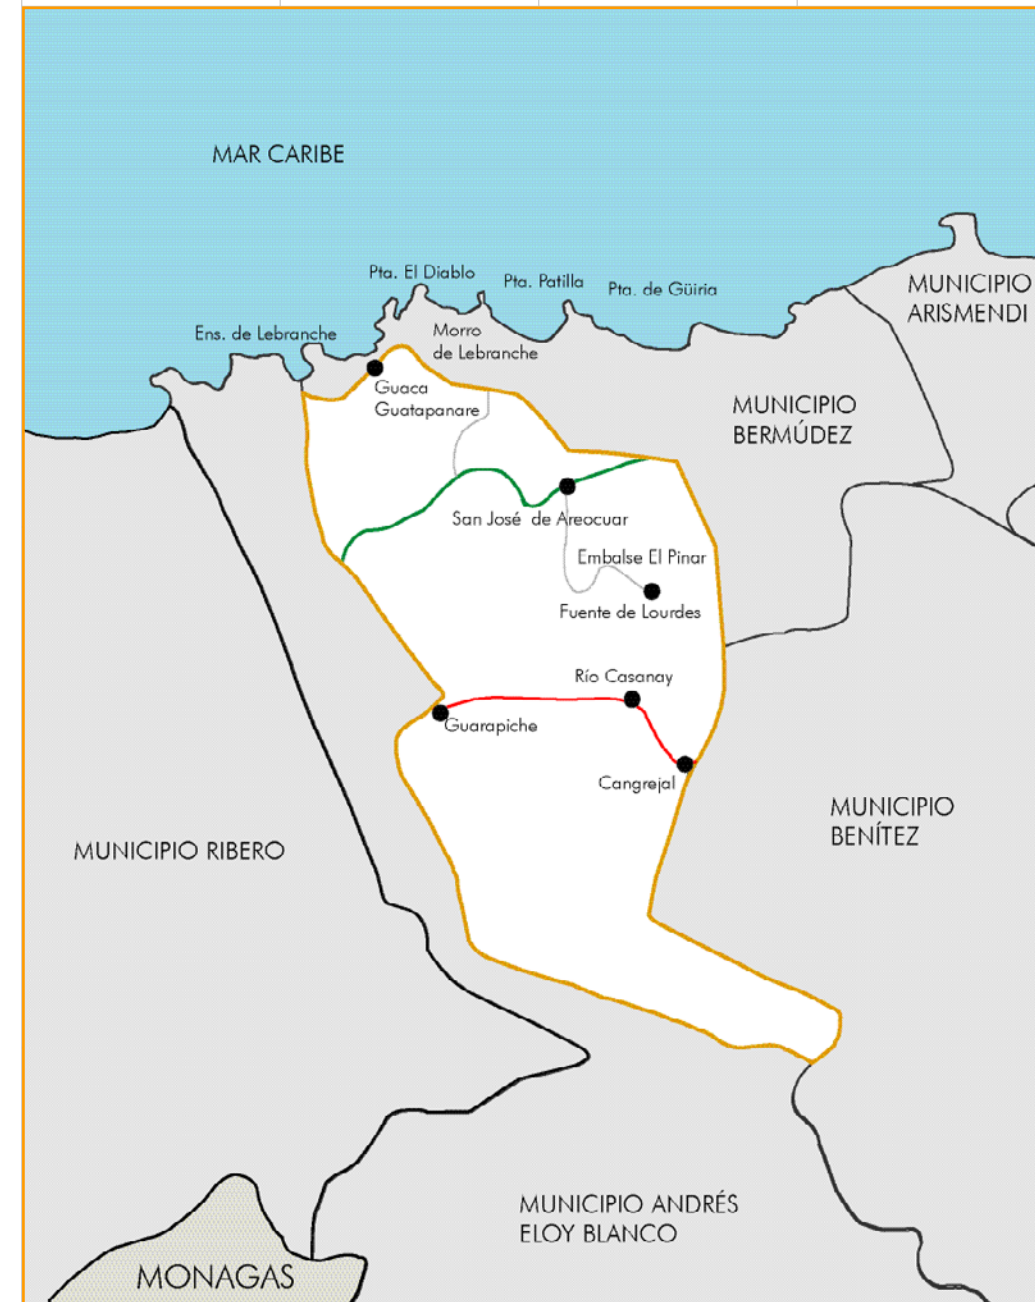 MAR CARIBE
Pta. El Diablo
Pta. Patilla
Pta. de Güiria
MUNICIPIO
ARISMENDI
Ens. de Lebranche
Morro
de Lebranche
Guaca
Guatapanare
MUNICIPIO
BERMÚDEZ
San José de Areocuar
Embalse El Pinar
Fuente de Lourdes
Río Casanay
Guarapiche
Cangrejal
MUNICIPIO
BENÍTEZ
MUNICIPIO RIBERO
MUNICIPIO ANDRÉS
ELOY BLANCO
MONAGAS